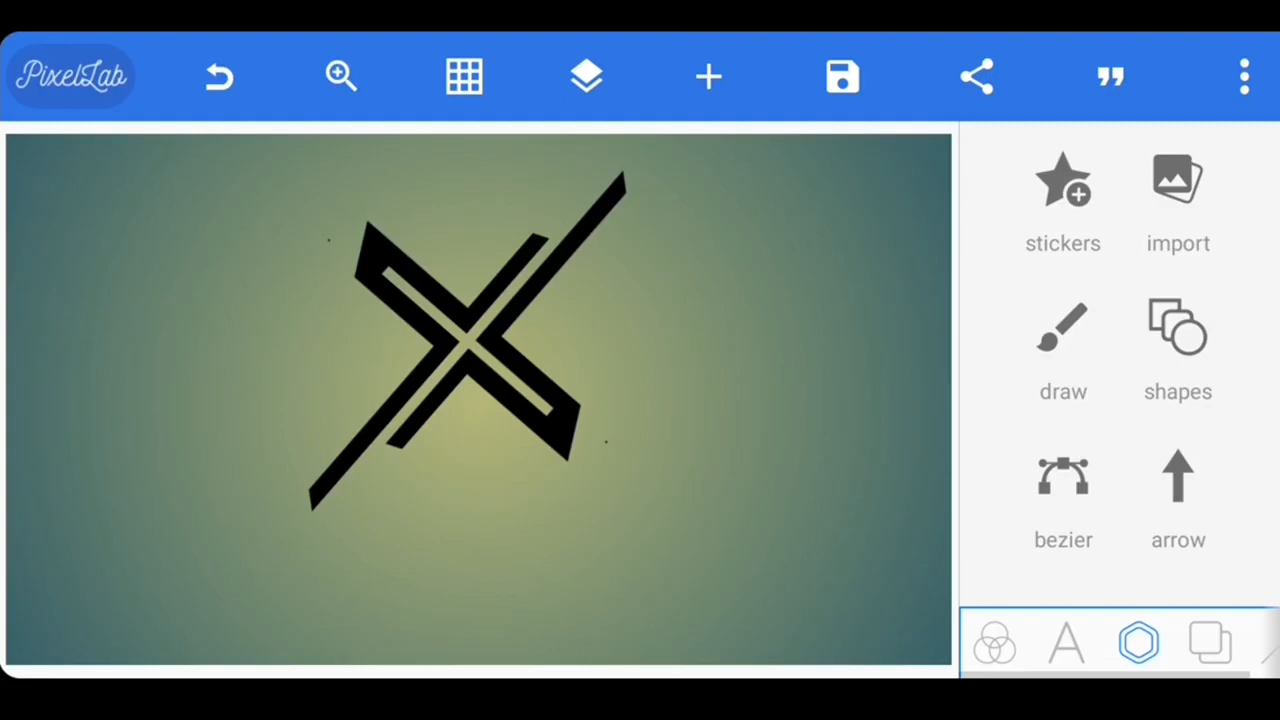 PixelLab
stickers
import
draw
shapes
bezier
arrow